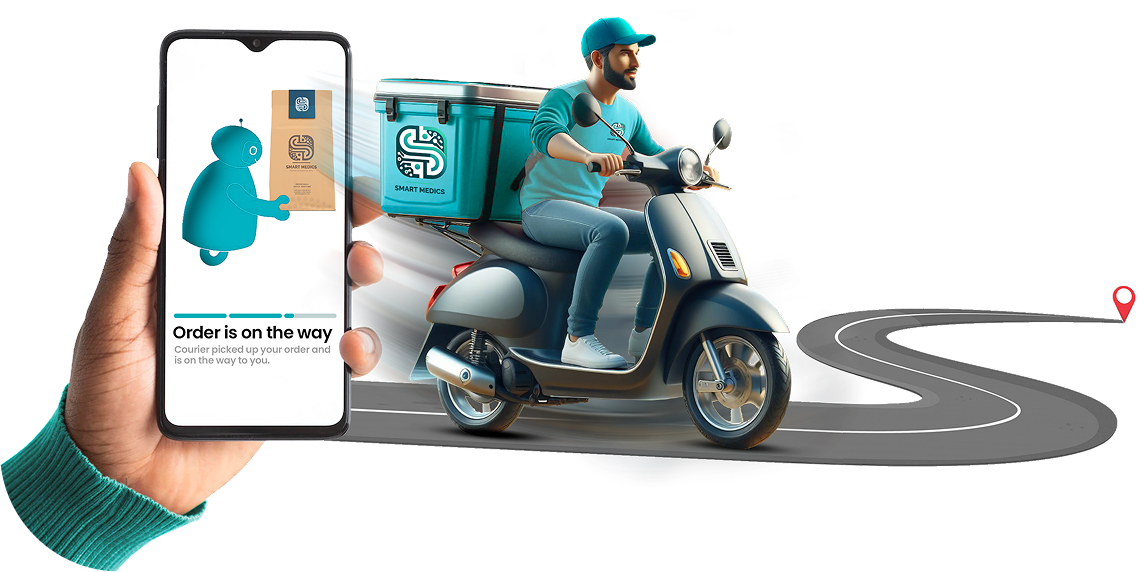 SMART MEDICS
Order is on the way
Courier picked up your order and
is on the way to you.
SMART MEDICS